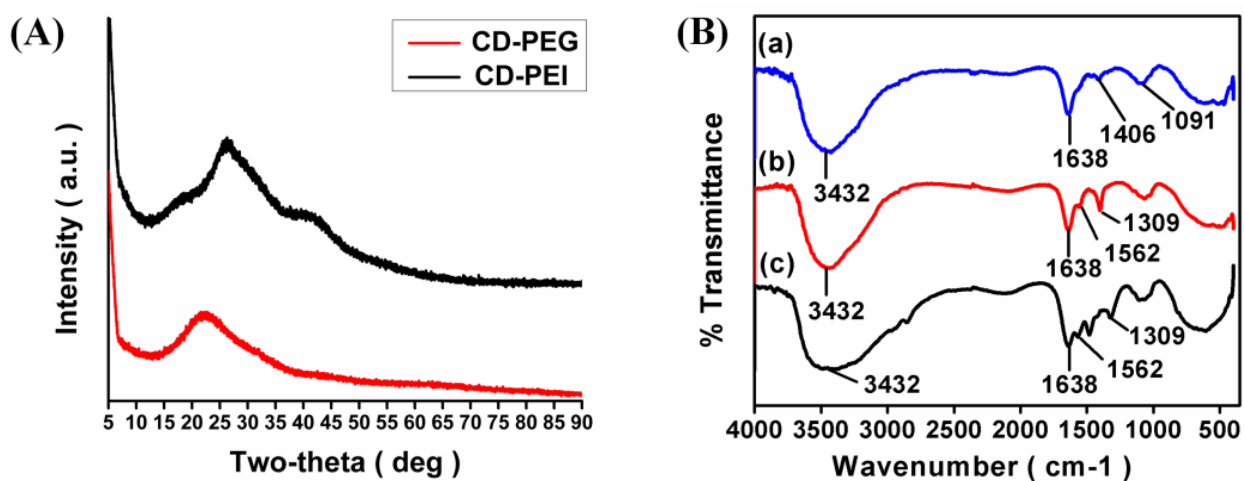 (A)
CD-PEG
CD-PEI
Intensity ( a.u. )
5 10 15 20 25 30 35 40 45 50 55 60 65 70 75 80 85 90
Two-theta ( deg )
(B)
(a)
3432
1638
1406
1091
(b)
3432
1638
1562
1309
(c)
3432
1638
1562
1309
% Transmittance
4000 3500 3000 2500 2000 1500 1000 500
Wavenumber ( cm-1 )